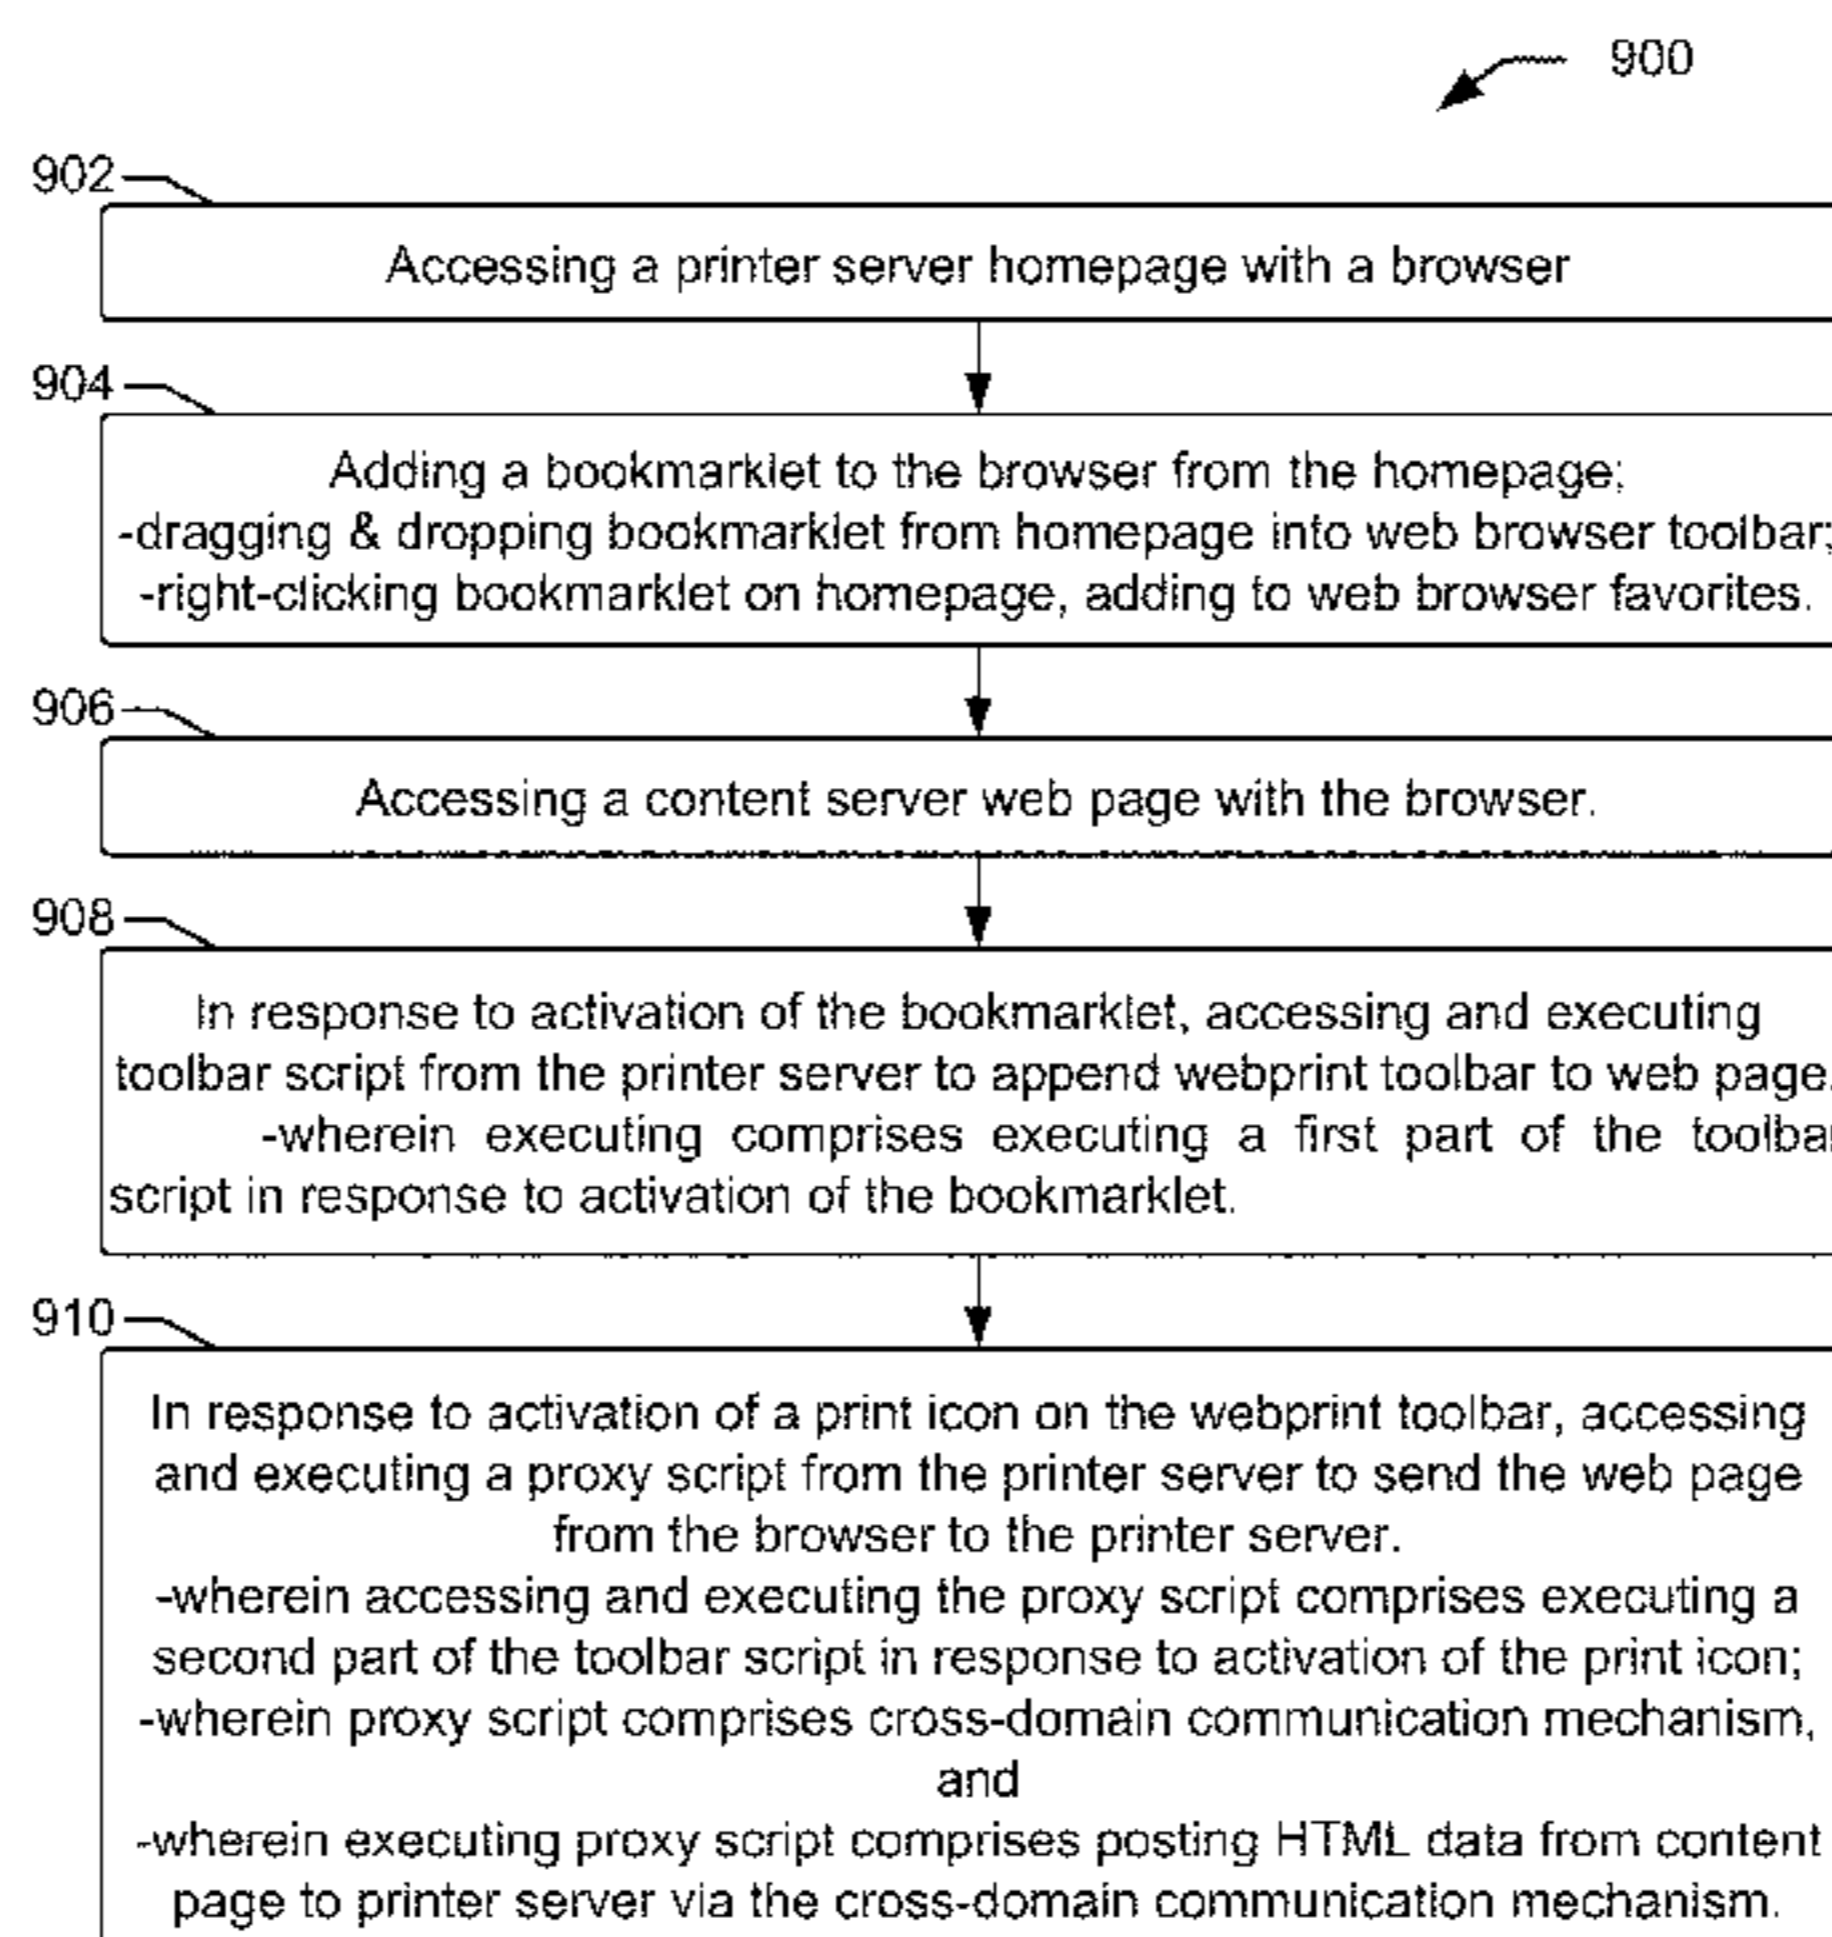 900
902
Accessing a printer server homepage with a browser
904
Adding a bookmarklet to the browser from the homepage;
-dragging & dropping bookmarklet from homepage into web browser toolbar;
-right-clicking bookmarklet on homepage, adding to web browser favorites.
906
Accessing a content server web page with the browser.
908
In response to activation of the bookmarklet, accessing and executing
toolbar script from the printer server to append webprint toolbar to web page.
-wherein executing comprises executing a first part of the toolbar
script in response to activation of the bookmarklet.
910
In response to activation of a print icon on the webprint toolbar, accessing
and executing a proxy script from the printer server to send the web page
from the browser to the printer server.
-wherein accessing and executing the proxy script comprises executing a
second part of the toolbar script in response to activation of the print icon;
-wherein proxy script comprises cross-domain communication mechanism,
and
-wherein executing proxy script comprises posting HTML data from content
page to printer server via the cross-domain communication mechanism.